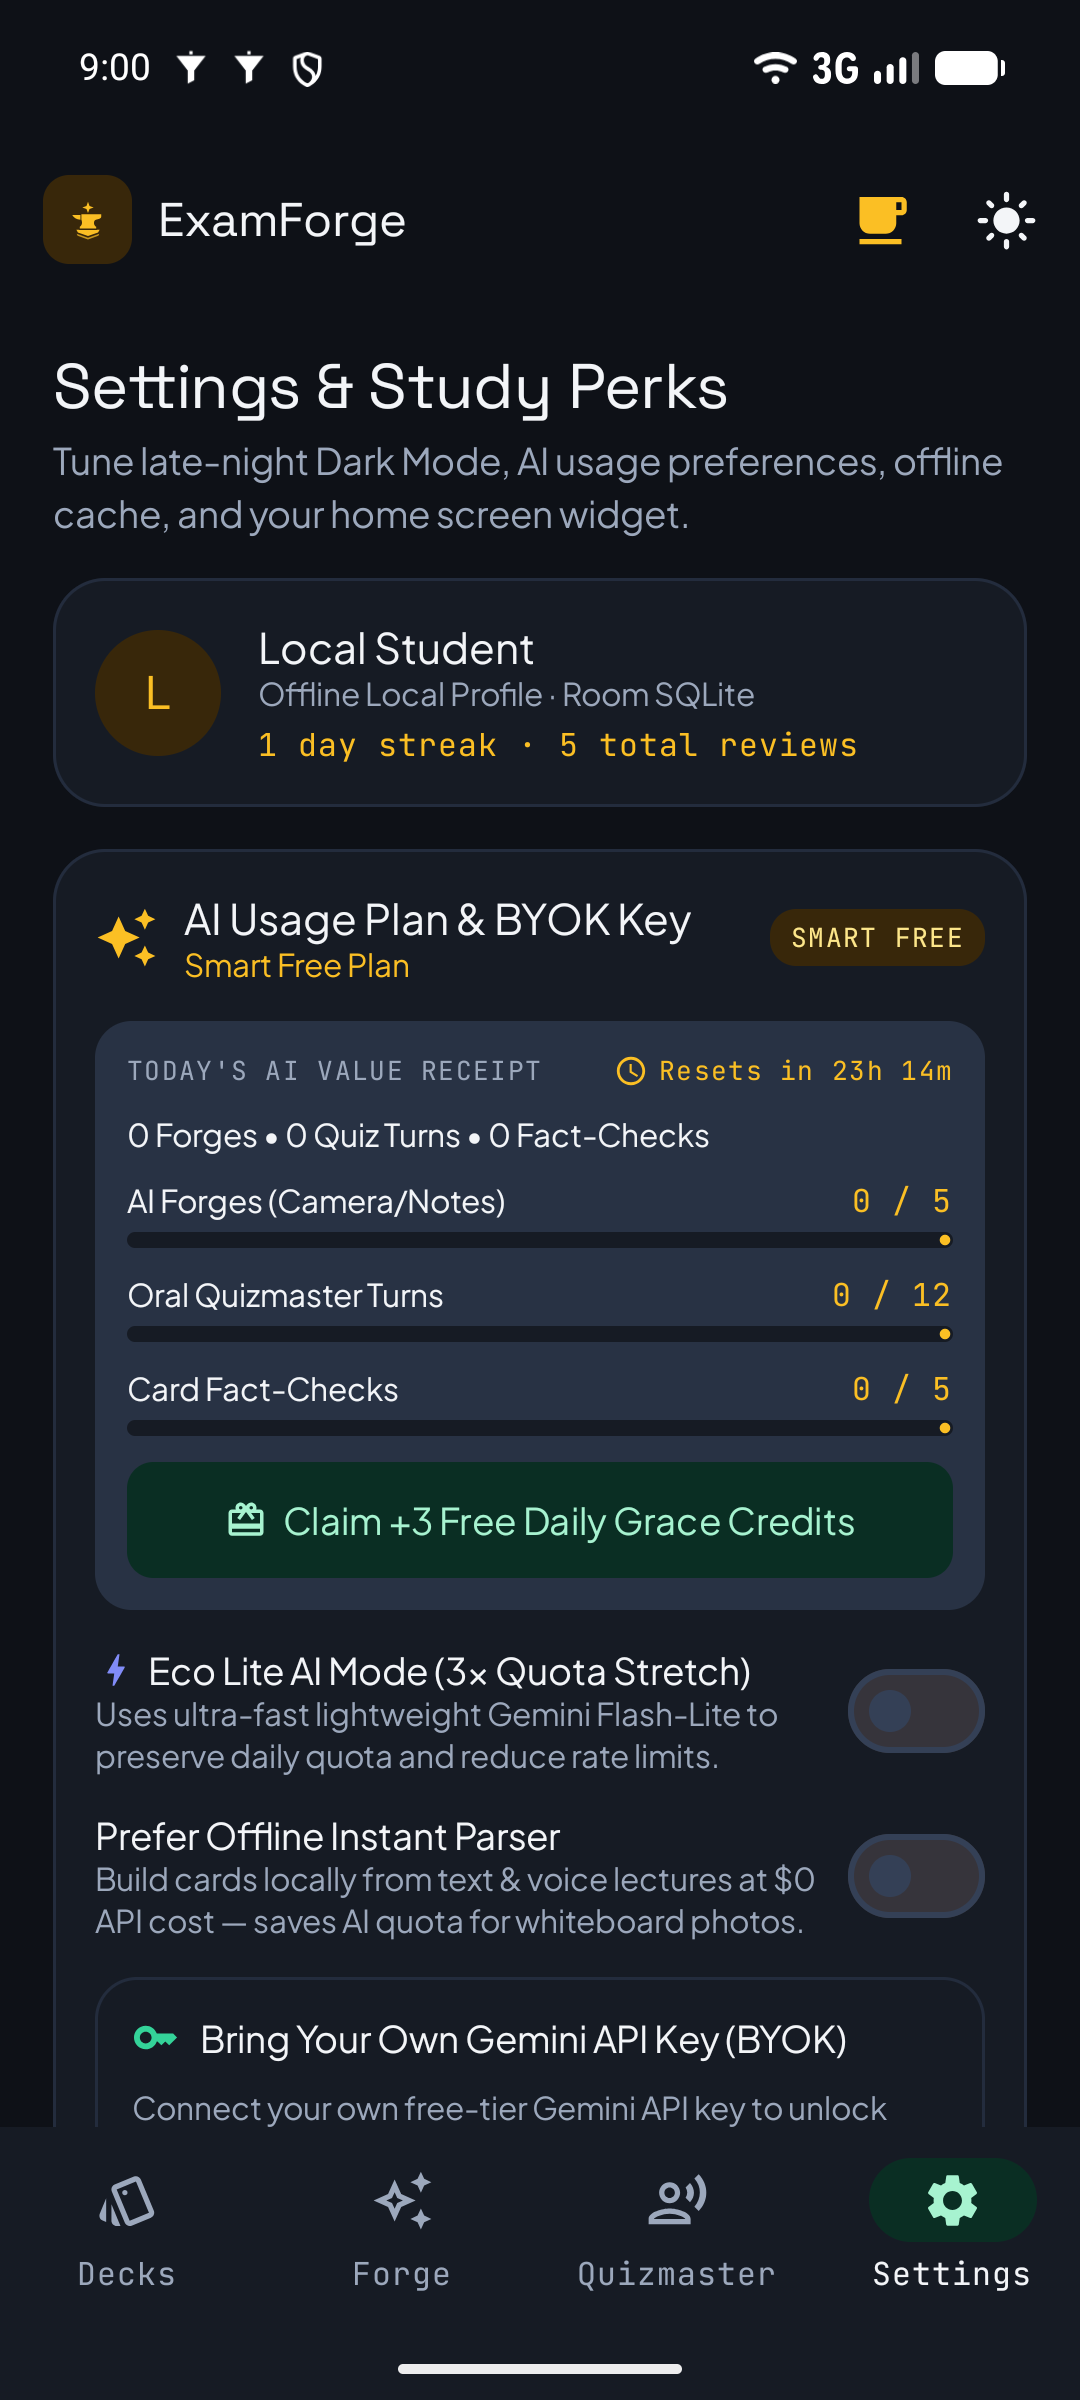 9:00
3G
ExamForge
Settings & Study Perks
Tune late-night Dark Mode, AI usage preferences, offline
cache, and your home screen widget.
L
Local Student
Offline Local Profile · Room SQLite
1 day streak · 5 total reviews
AI Usage Plan & BYOK Key
Smart Free Plan
SMART FREE
TODAY'S AI VALUE RECEIPT
Resets in 23h 14m
0 Forges • 0 Quiz Turns • 0 Fact-Checks
AI Forges (Camera/Notes)
0 / 5
Oral Quizmaster Turns
0 / 12
Card Fact-Checks
0 / 5
Claim +3 Free Daily Grace Credits
Eco Lite AI Mode (3x Quota Stretch)
Uses ultra-fast lightweight Gemini Flash-Lite to
preserve daily quota and reduce rate limits.
Prefer Offline Instant Parser
Build cards locally from text & voice lectures at $0
API cost — saves AI quota for whiteboard photos.
Bring Your Own Gemini API Key (BYOK)
Connect your own free-tier Gemini API key to unlock
Decks
Forge
Quizmaster
Settings